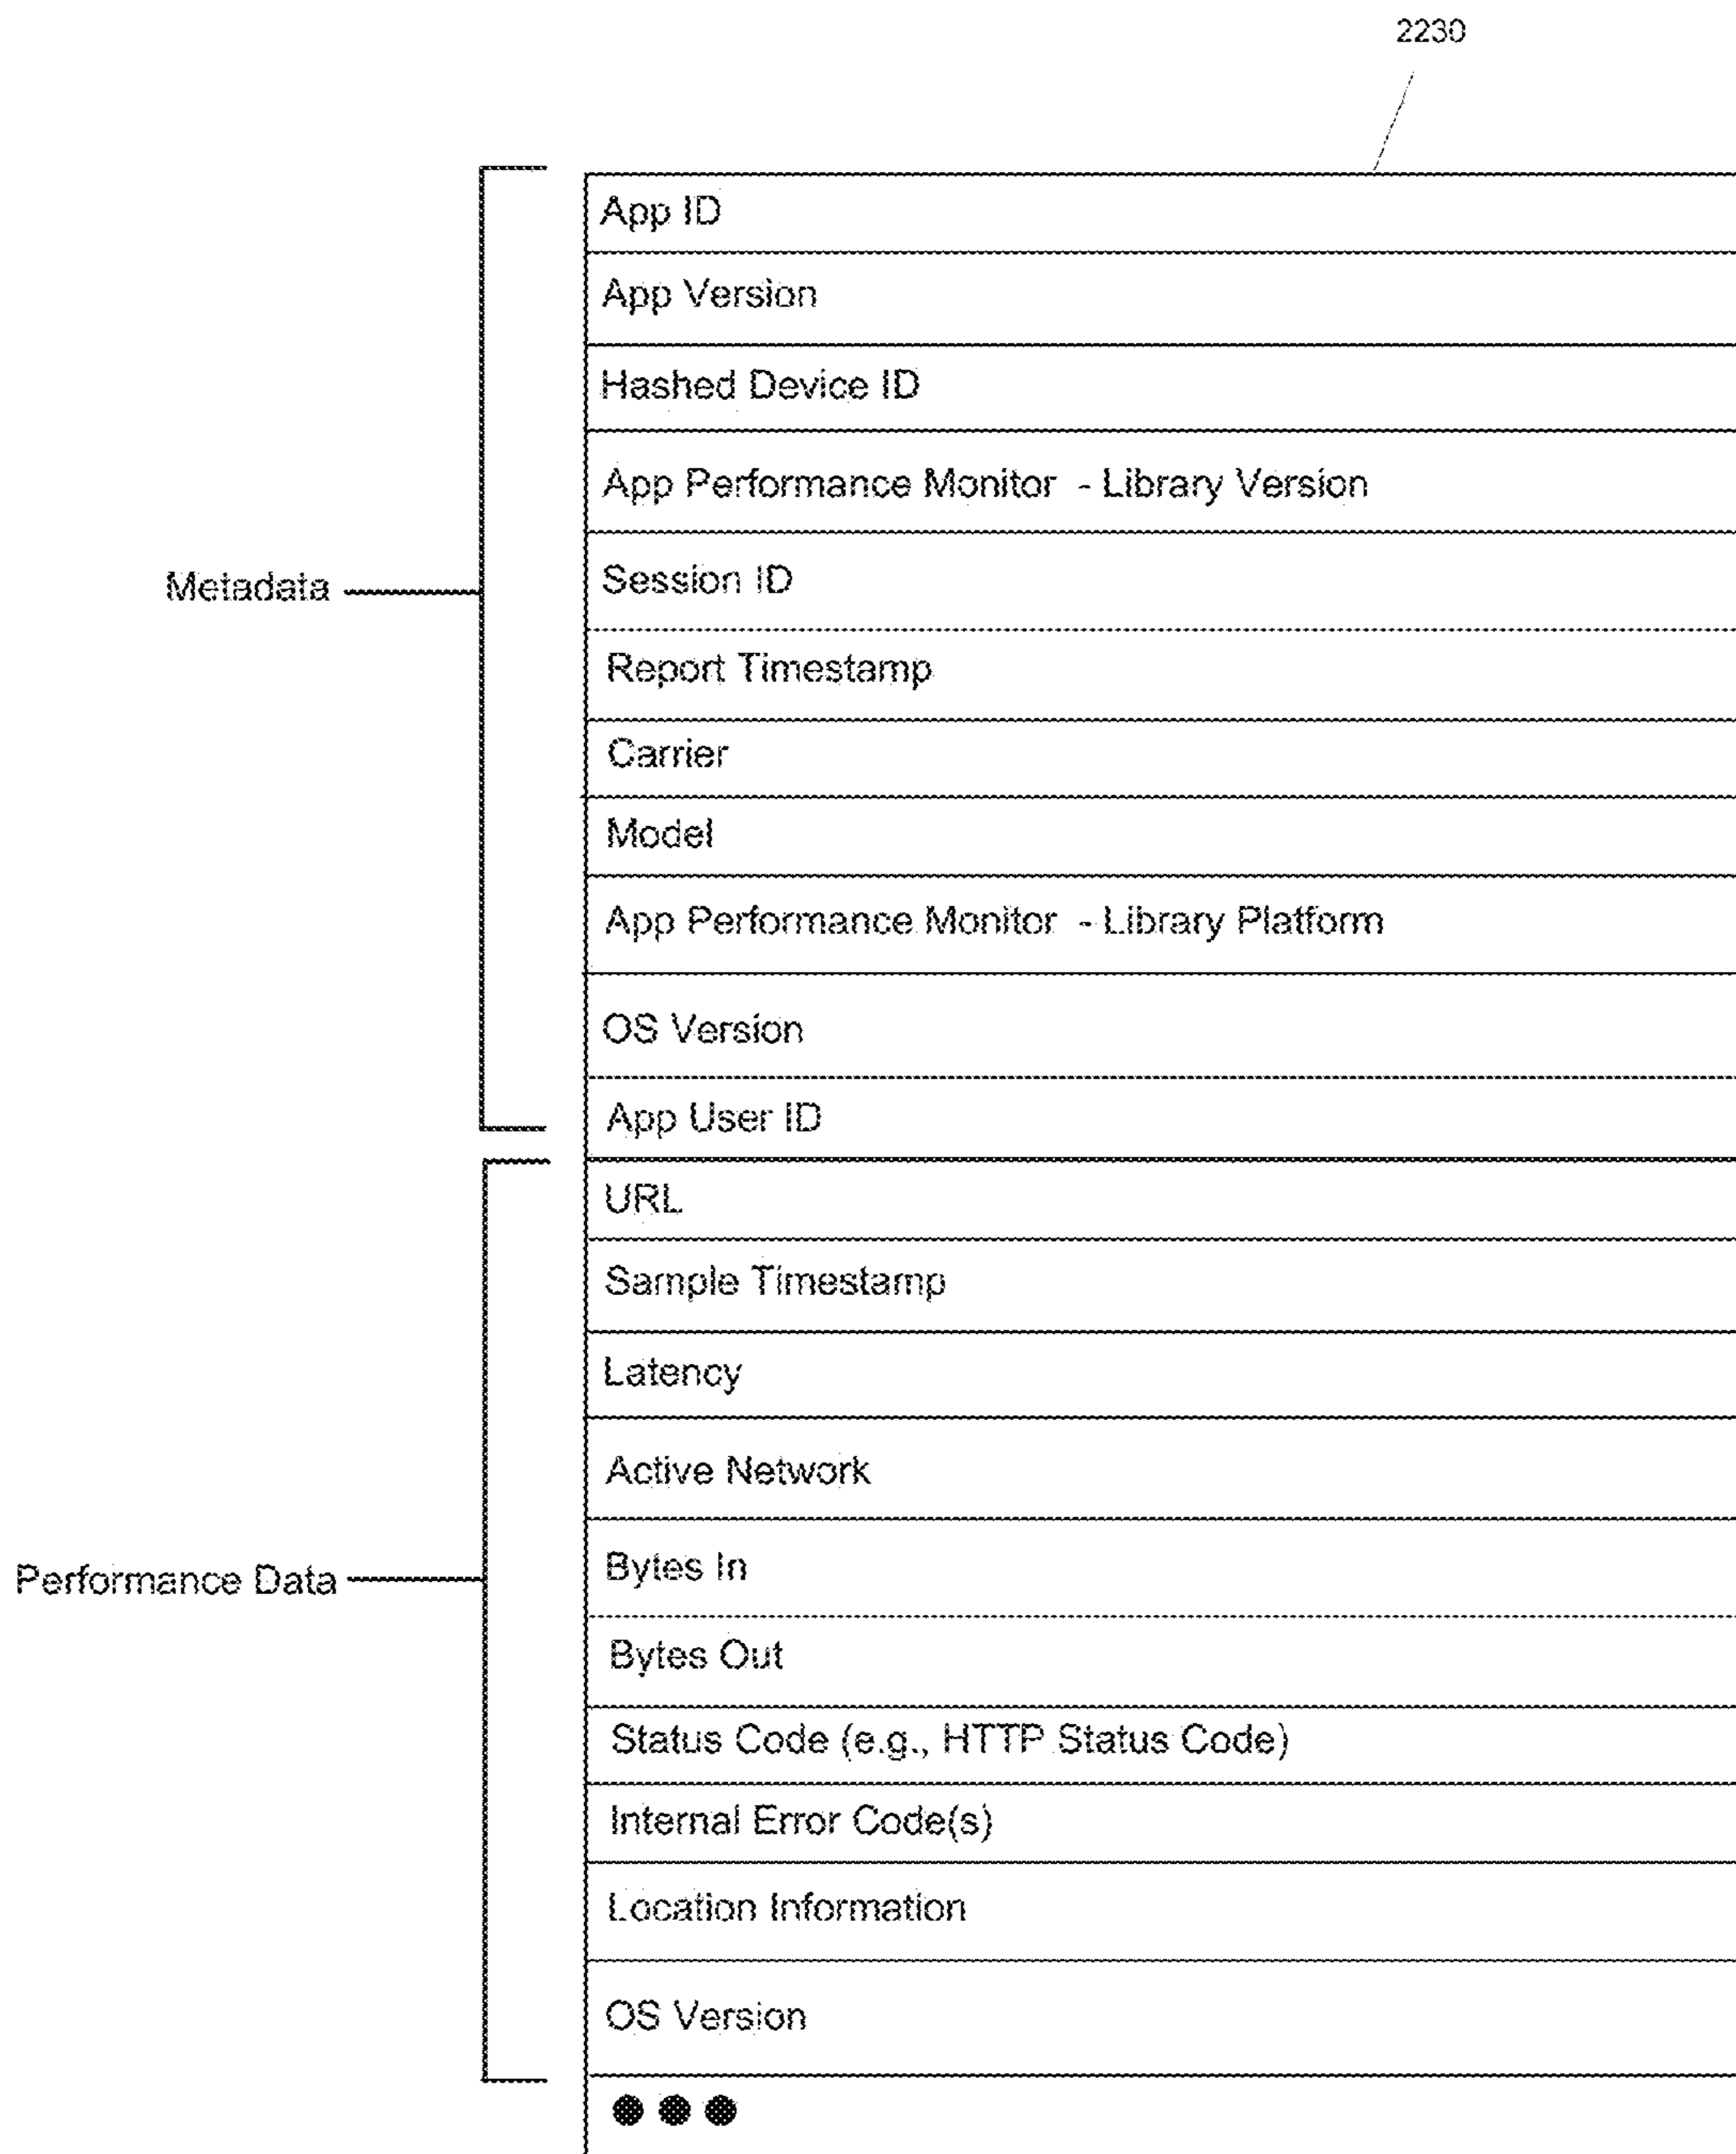 2230
App ID
App Version
Hashed Device ID
App Performance Monitor - Library Version
Metadata
Session ID
Report Timestamp
Carrier
Model
App Performance Monitor - Library Platform
OS Version
App User ID
URL
Sample Timestamp
Latency
Active Network
Performance Data
Bytes In
Bytes Out
Status Code (e.g., HTTP Status Code)
Internal Error Code(s)
Location Information
OS Version